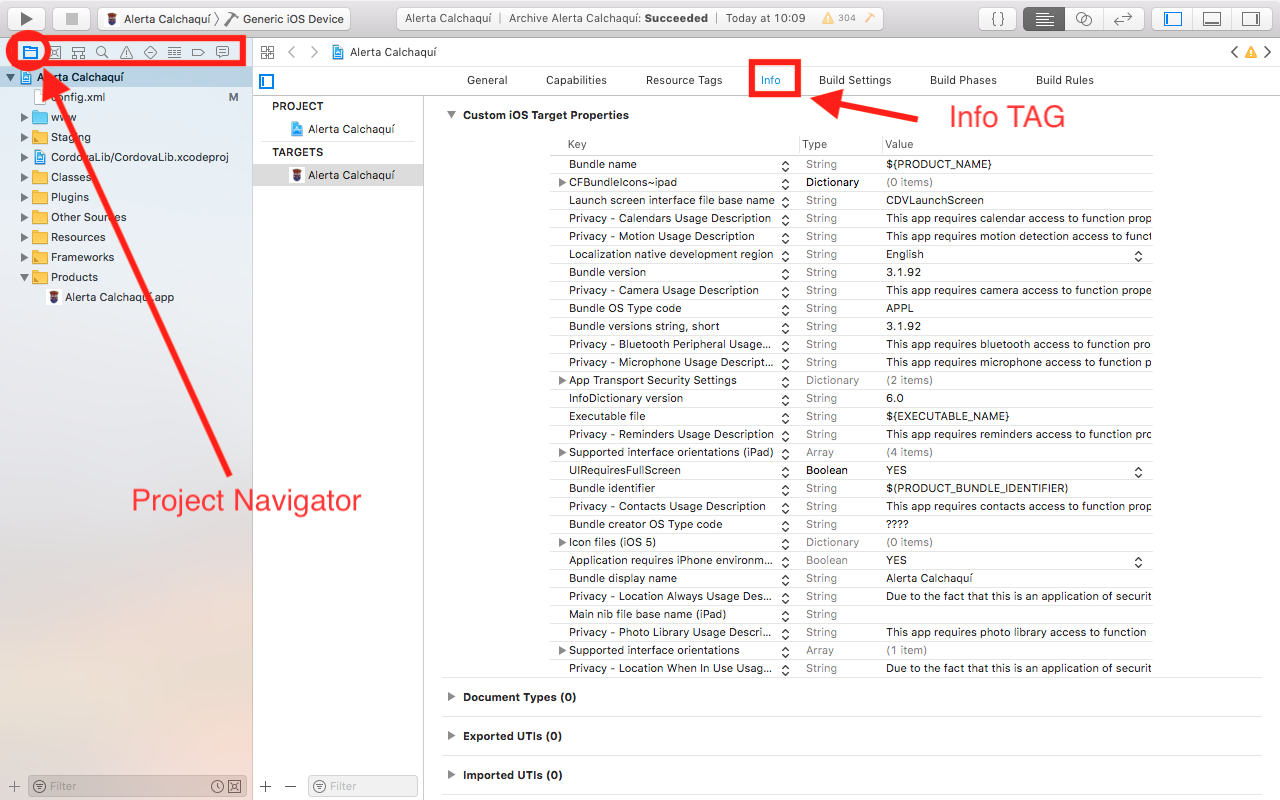 Alerta Calchaquí Generic iOS Device
Alerta Calchaquí | Archive Alerta Calchaquí: Succeeded | Today at 10:09 304
Alerta Calchaquí
Alerta Calchaquí
config.xml M
www
Staging
CordovaLib/CordovaLib.xcodeproj
Classes
Plugins
Other Sources
Resources
Frameworks
Products
Alerta Calchaquí.app
Project Navigator
Filter
General Capabilities Resource Tags Info Build Settings Build Phases Build Rules
Info TAG
PROJECT
Alerta Calchaquí
TARGETS
Alerta Calchaquí
Filter
Custom iOS Target Properties
Key Type Value
Bundle name String ${PRODUCT_NAME}
CFBundleIcons~ipad Dictionary (0 items)
Launch screen interface file base name String CDVLaunchScreen
Privacy - Calendars Usage Description String This app requires calendar access to function prop
Privacy - Motion Usage Description String This app requires motion detection access to funct
Localization native development region String English
Bundle version String 3.1.92
Privacy - Camera Usage Description String This app requires camera access to function prope
Bundle OS Type code String APPL
Bundle versions string, short String 3.1.92
Privacy - Bluetooth Peripheral Usage... String This app requires bluetooth access to function pro
Privacy - Microphone Usage Descript... String This app requires microphone access to function p
App Transport Security Settings Dictionary (2 items)
InfoDictionary version String 6.0
Executable file String ${EXECUTABLE_NAME}
Privacy - Reminders Usage Description String This app requires reminders access to function pro
Supported interface orientations (iPad) Array (4 items)
UIRequiresFullScreen Boolean YES
Bundle identifier String $(PRODUCT_BUNDLE_IDENTIFIER)
Privacy - Contacts Usage Description String This app requires contacts access to function prop
Bundle creator OS Type code String ????
Icon files (iOS 5) Dictionary (0 items)
Application requires iPhone environm... Boolean YES
Bundle display name String Alerta Calchaquí
Privacy - Location Always Usage Des... String Due to the fact that this is an application of securit
Main nib file base name (iPad) String
Privacy - Photo Library Usage Descri... String This app requires photo library access to function
Supported interface orientations Array (1 item)
Privacy - Location When In Use Usag... String Due to the fact that this is an application of securit
Document Types (0)
Exported UTIs (0)
Imported UTIs (0)